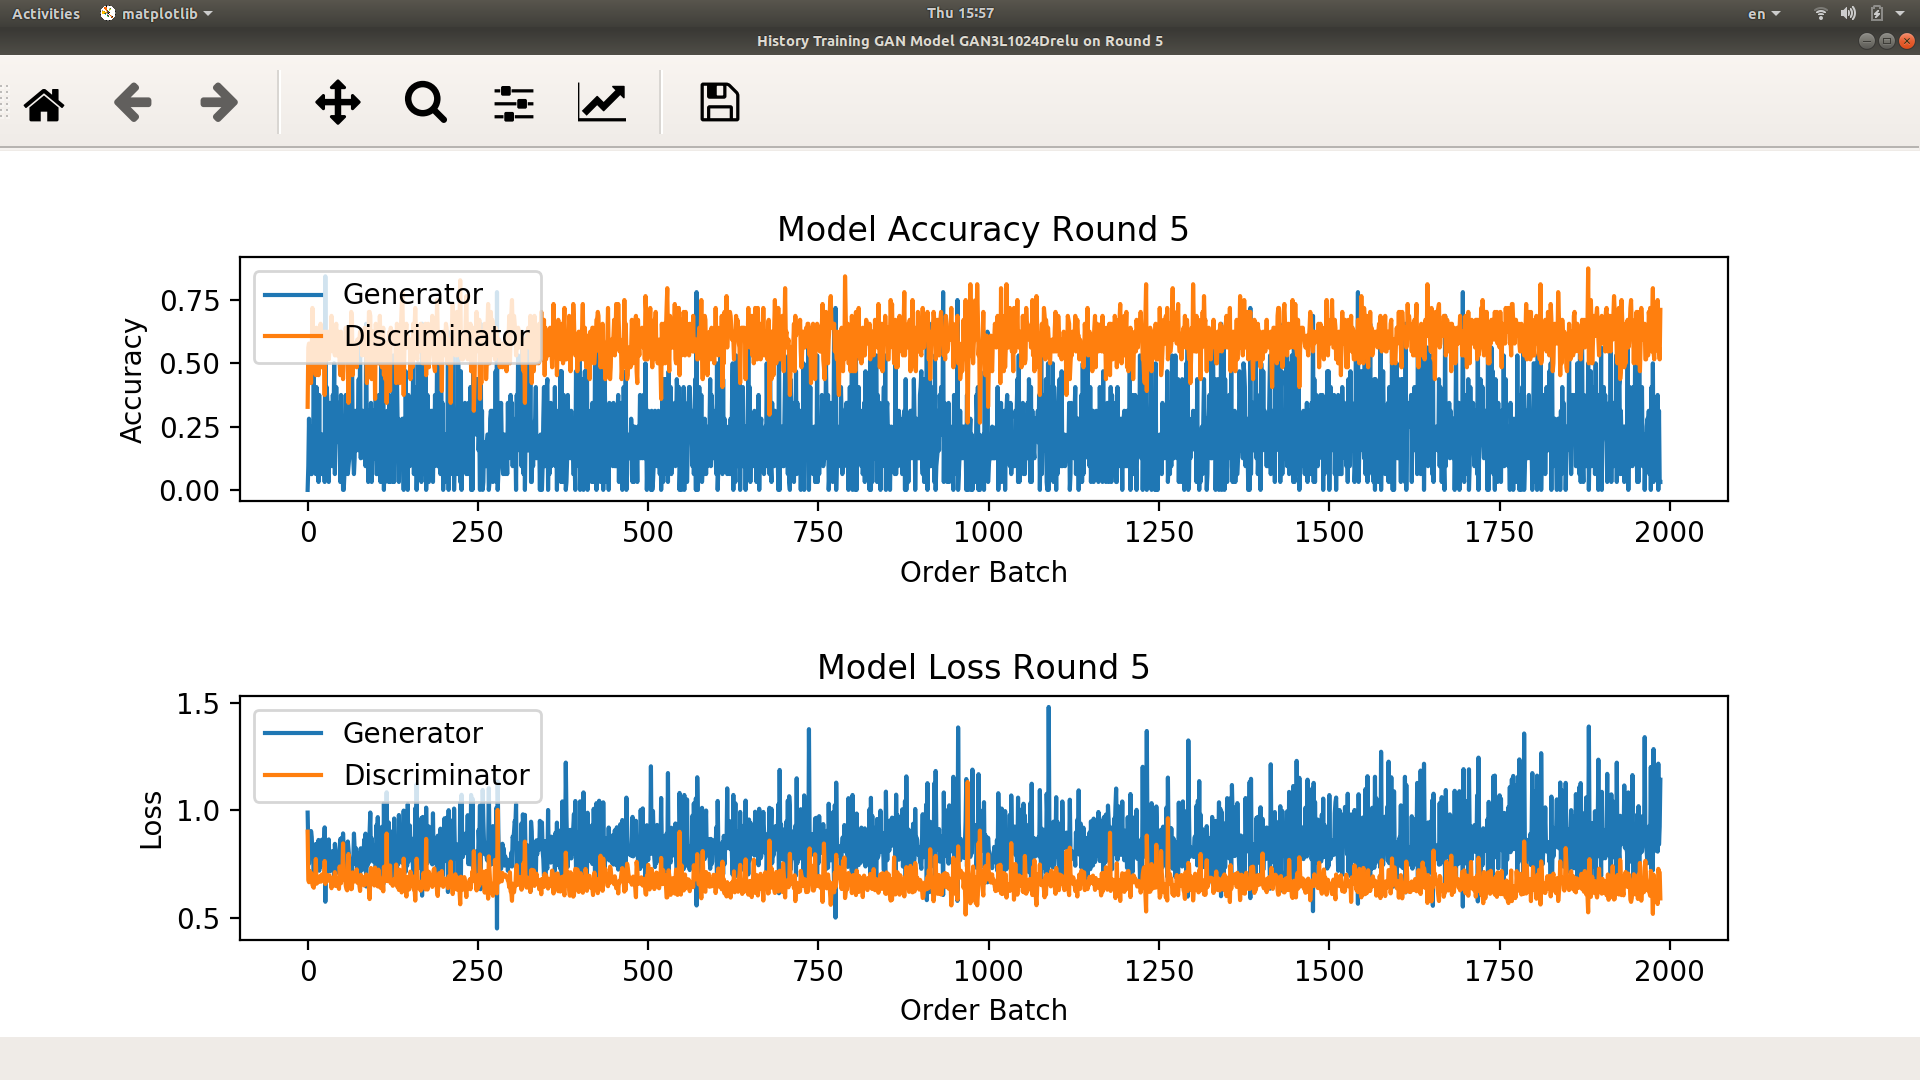 Activities matplotlib Thu 15:57 en
History Training GAN Model GAN3L1024Drelu on Round 5
Model Accuracy Round 5
Generator
Discriminator
Accuracy
0.75
0.50
0.25
0.00
0 250 500 750 1000 1250 1500 1750 2000
Order Batch
Model Loss Round 5
Generator
Discriminator
Loss
1.5
1.0
0.5
0 250 500 750 1000 1250 1500 1750 2000
Order Batch